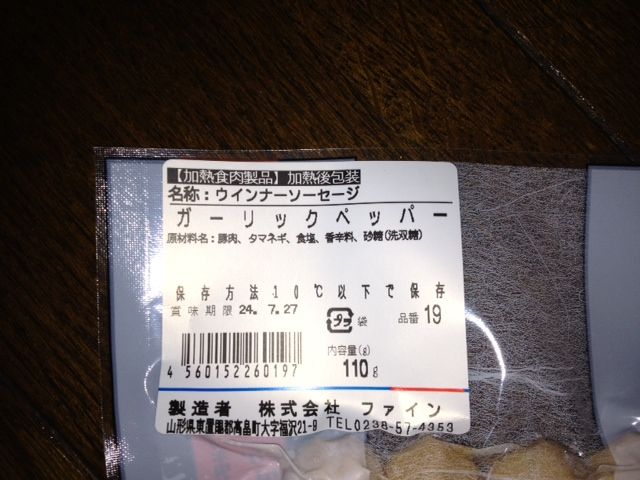 【加熱食肉製品】加熱後包装
名称：ウインナーソーセージ
ガーリックペッパー
原材料名：豚肉、タマネギ、食塩、香辛料、砂糖(洗双糖)
保存方法-10℃以下で保存
賞味期限 24. 7.27
プラ 袋 品番 19
4 560152260197
内容量(g)
110g
製造者 株式会社 ファイン
山形県東置賜郡高畠町大字福沢21-8 TEL0238-57-4353